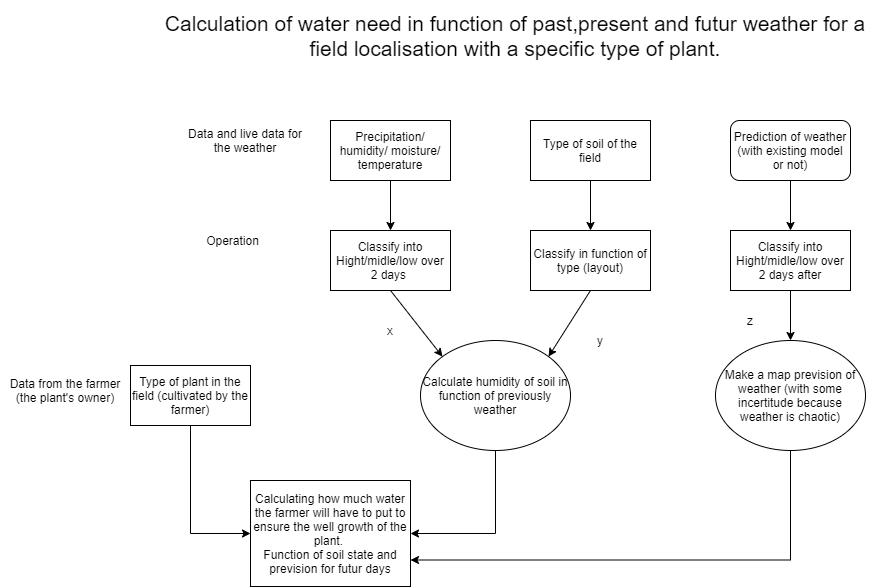 Calculation of water need in function of past,present and futur weather for a
field localisation with a specific type of plant.
Data and live data for
the weather
Precipitation/
humidity/ moisture/
temperature
Type of soil of the
field
Prediction of weather
(with existing model
or not)
Operation
Classify into
Hight/midle/low over
2 days
Classify in function of
type (layout)
Classify into
Hight/midle/low over
2 days after
x
y
z
Data from the farmer
(the plant's owner)
Type of plant in the
field (cultivated by the
farmer)
Calculate humidity of soil in
function of previously
weather
Make a map prevision of
weather (with some
incertitude because
weather is chaotic)
Calculating how much water
the farmer will have to put to
ensure the well growth of the
plant.
Function of soil state and
prevision for futur days